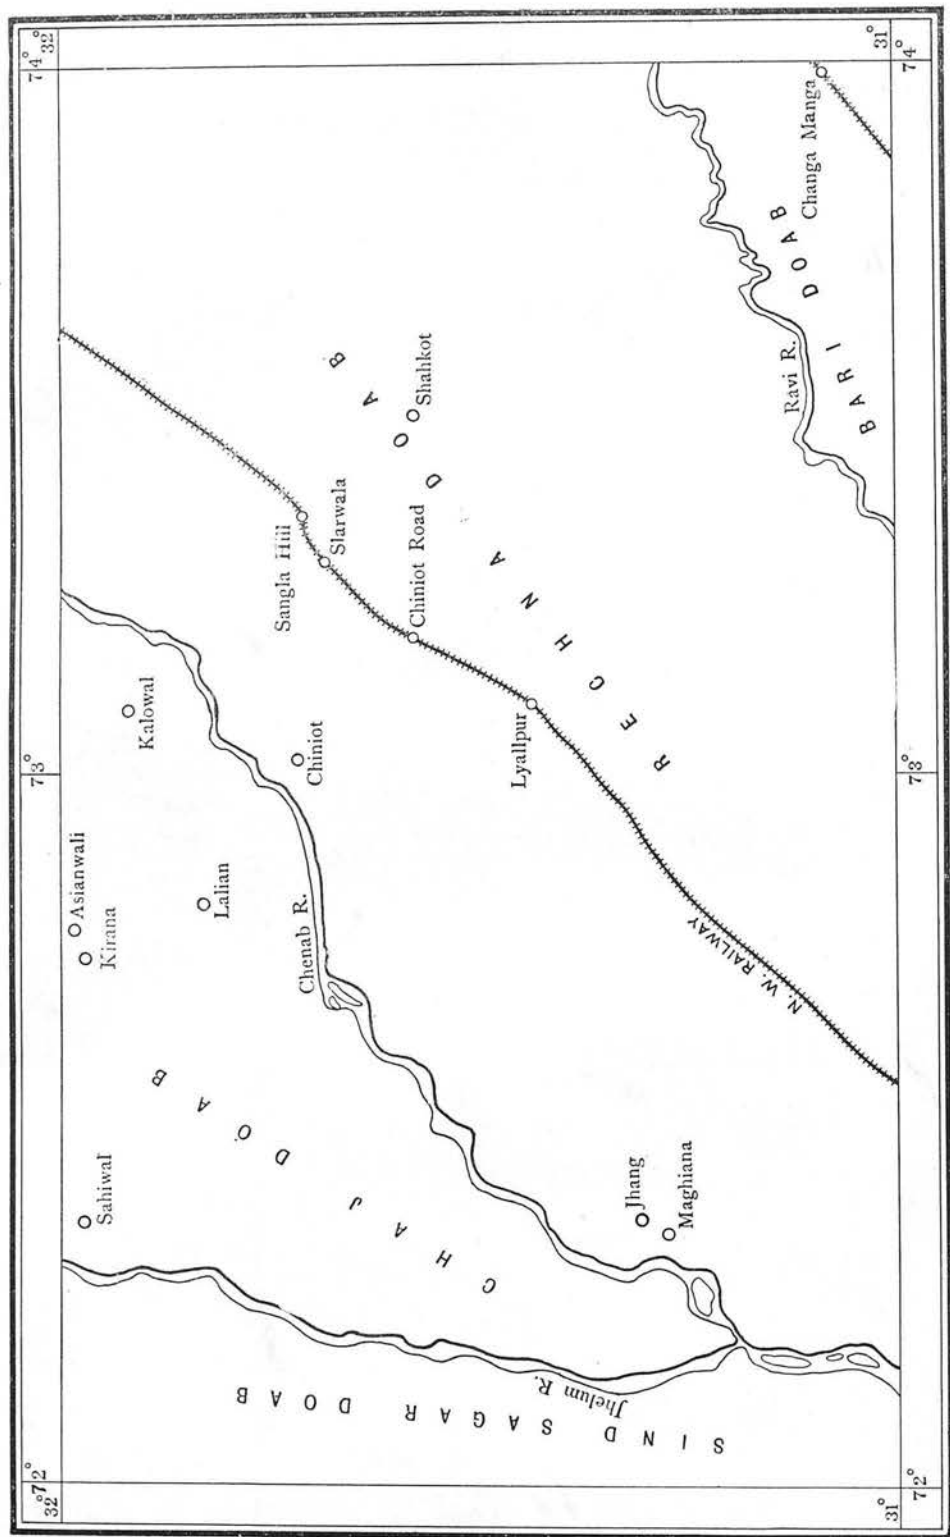 32°
72°
73°
74°
32
Sahiwal
Kirana
Asianwali
Kalowal
Lalian
Chenab R.
Chiniot
Sangla Hill
Slarwala
Chiniot Road
Shahkot
Lyallpur
Jhang
Maghiana
N. W. RAILWAY
Jhelum R.
SIND SAGAR DOAB
CHAJ DOAB
RECHNA DOAB
Ravi R.
BARI DOAB
Changa Manga
31°
72°
73°
74°
31°